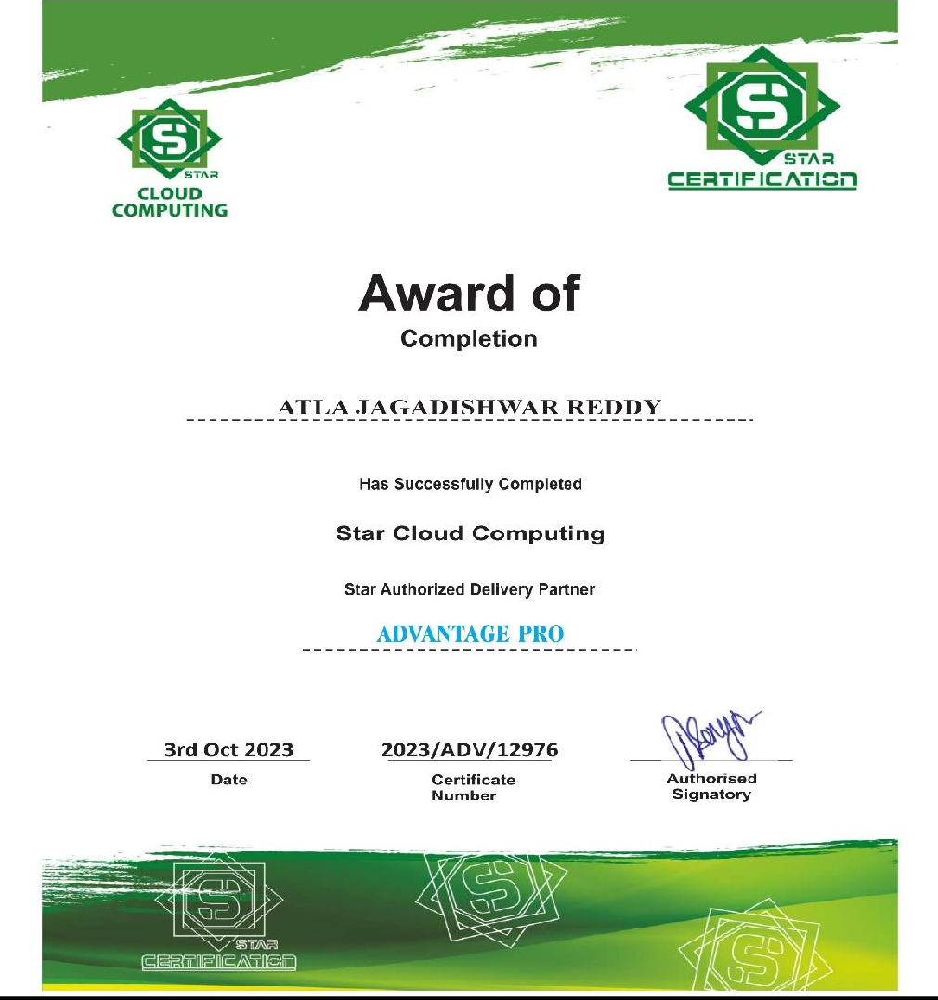 STAR
CLOUD
COMPUTING
STAR
CERTIFICATION
Award of
Completion
ATLA JAGADISHWAR REDDY
Has Successfully Completed
Star Cloud Computing
Star Authorized Delivery Partner
ADVANTAGE PRO
3rd Oct 2023
Date
2023/ADV/12976
Certificate
Number
Authorised
Signatory
STAR
CERTIFICATION